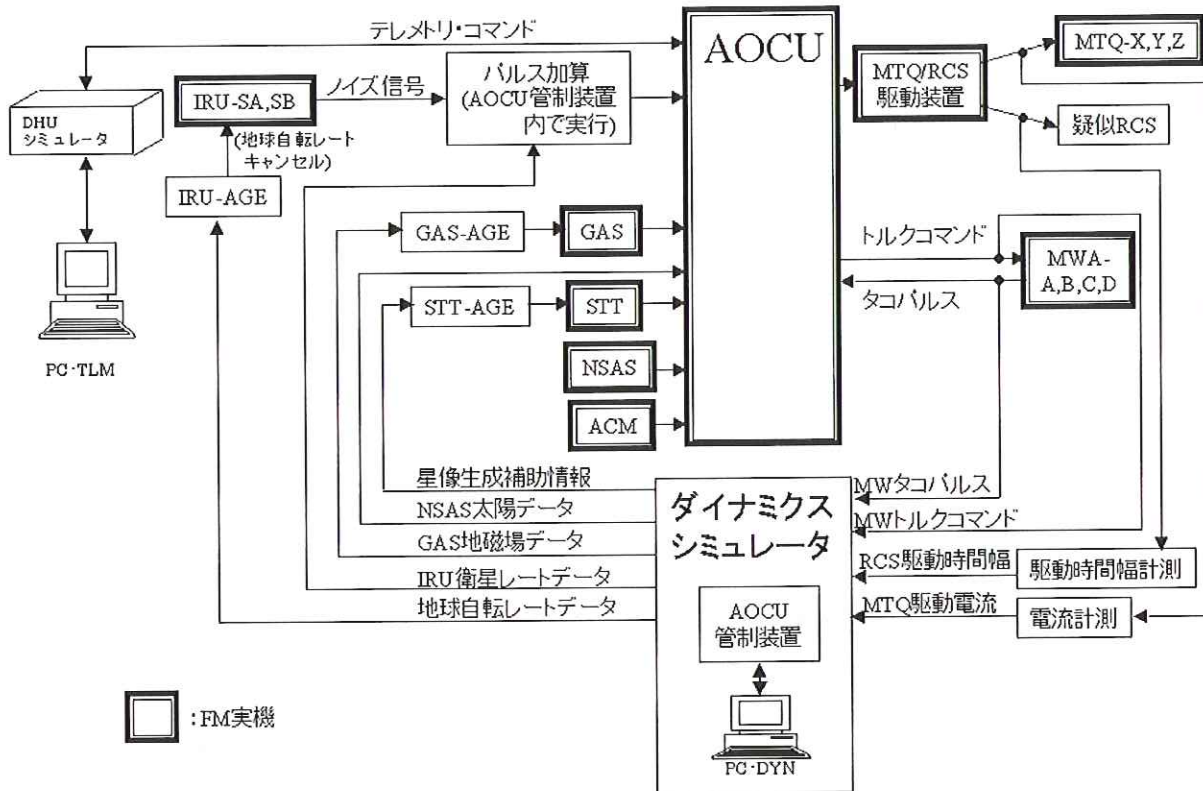 テレメトリ・コマンド
AOCU
MTQ-X,Y,Z
IRU-SA,SB
ノイズ信号
パルス加算
(AOCU管制装置
内で実行)
MTQ/RCS
駆動装置
疑似RCS
DHU
シミュレータ
(地球自転レート
キャンセル)
IRU-AGE
GAS-AGE
GAS
トルクコマンド
MWA-
A,B,C,D
タコパルス
STT-AGE
STT
PC-TLM
NSAS
ACM
星像生成補助情報
NSAS太陽データ
GAS地磁場データ
IRU衛星レートデータ
地球自転レートデータ
ダイナミクス
シミュレータ
MWタコパルス
MWトルクコマンド
RCS駆動時間幅
駆動時間幅計測
MTQ駆動電流
電流計測
AOCU
管制装置
PC-DYN
:FM実機